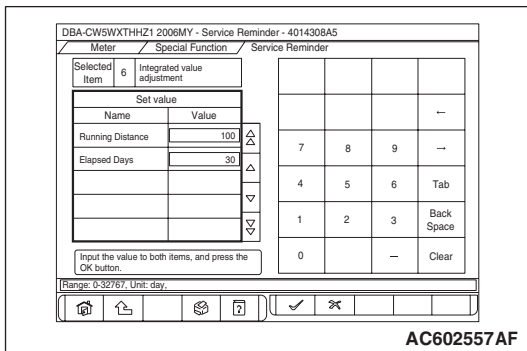 DBA-CW5WXTHHZ1 2006MY - Service Reminder - 4014308A5
Meter / Special Function / Service Reminder
Selected Item 6 Integrated value adjustment
Set value
Name Value
Running Distance 100
Elapsed Days 30
←
7 8 9 →
4 5 6 Tab
1 2 3 Back Space
0 — Clear
Input the value to both items, and press the
OK button.
Range: 0-32767, Unit: day,
?
AC602557AF